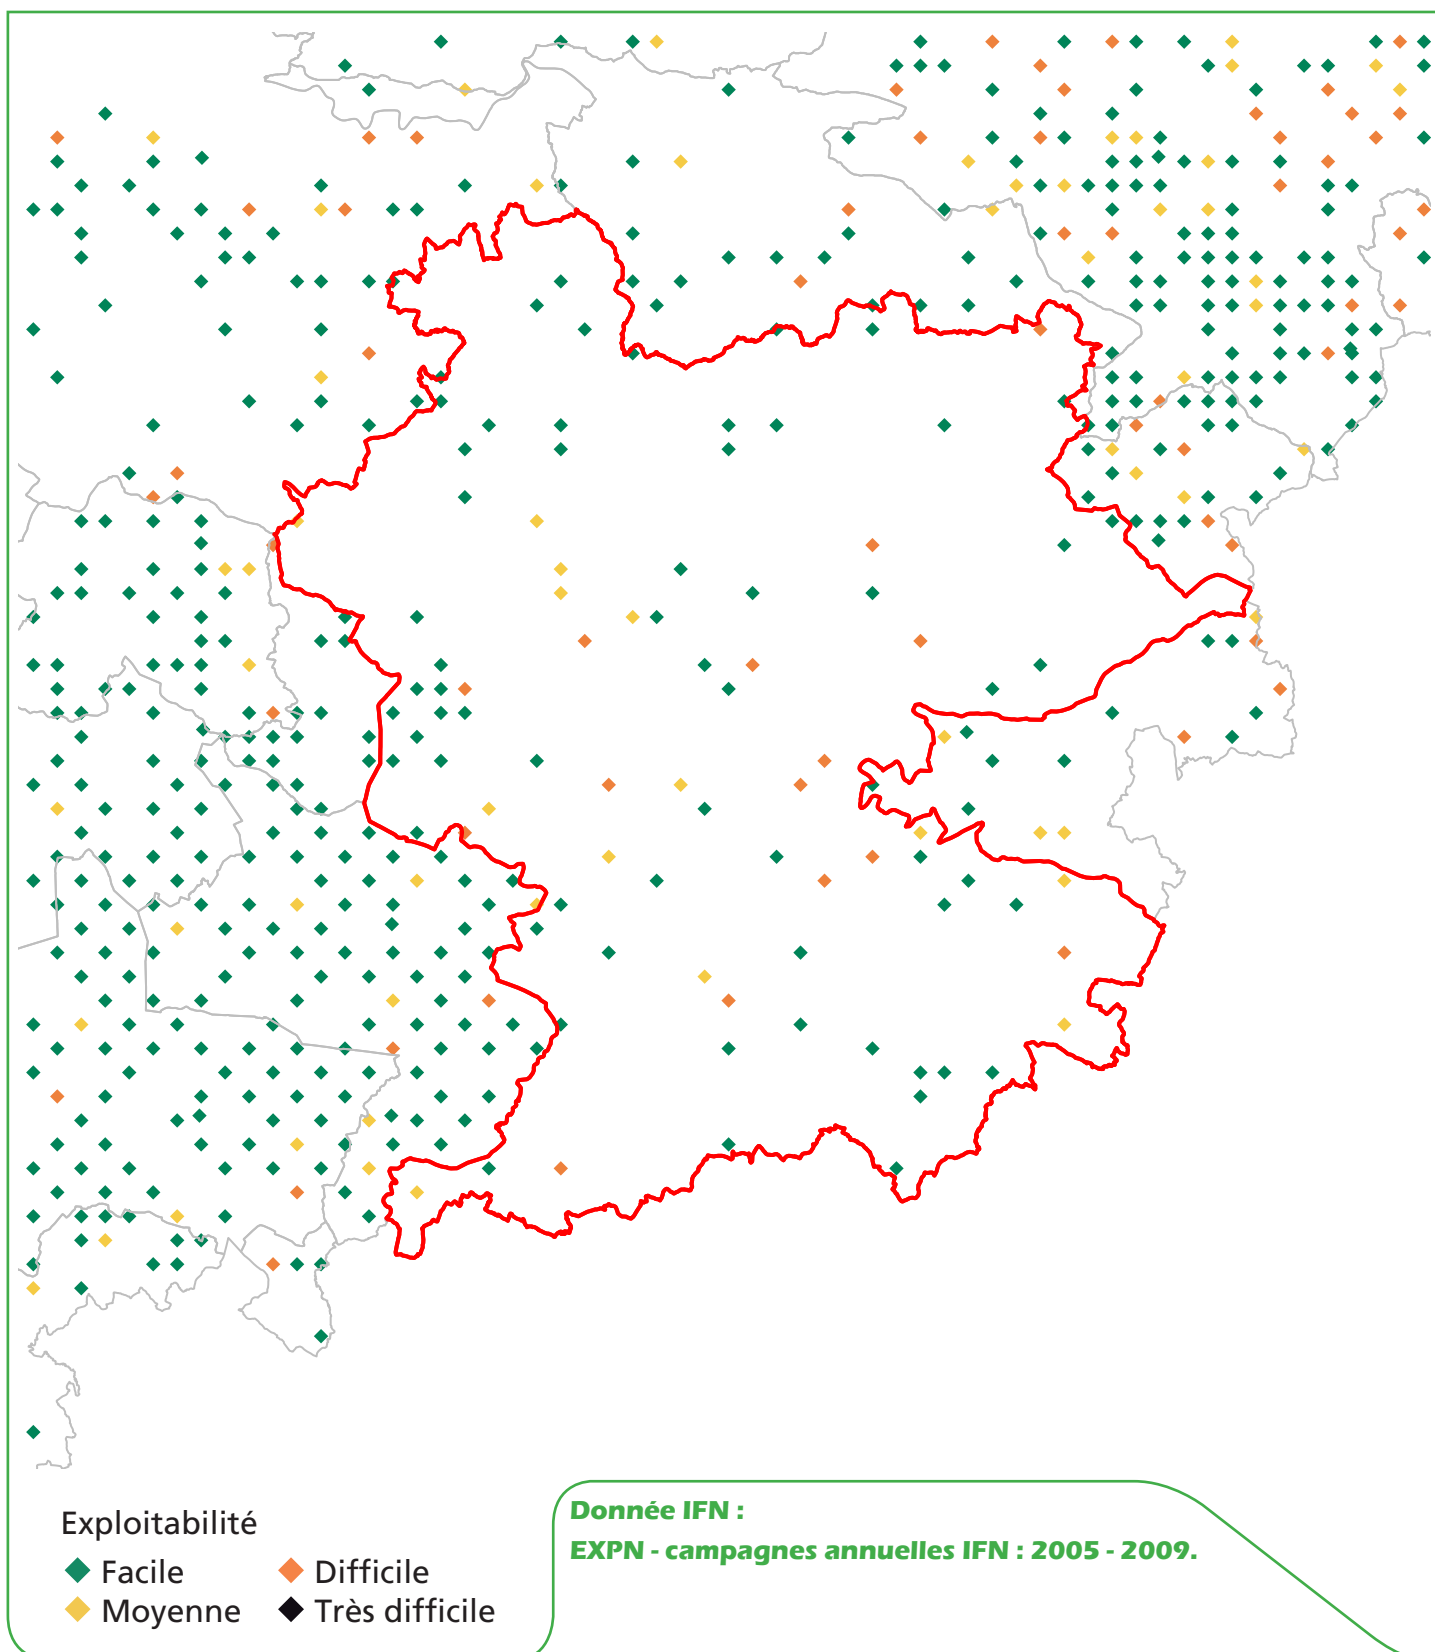 Exploitabilité
Facile
Difficile
Moyenne
Très difficile
Donnée IFN :
EXPN - campagnes annuelles IFN : 2005 - 2009.